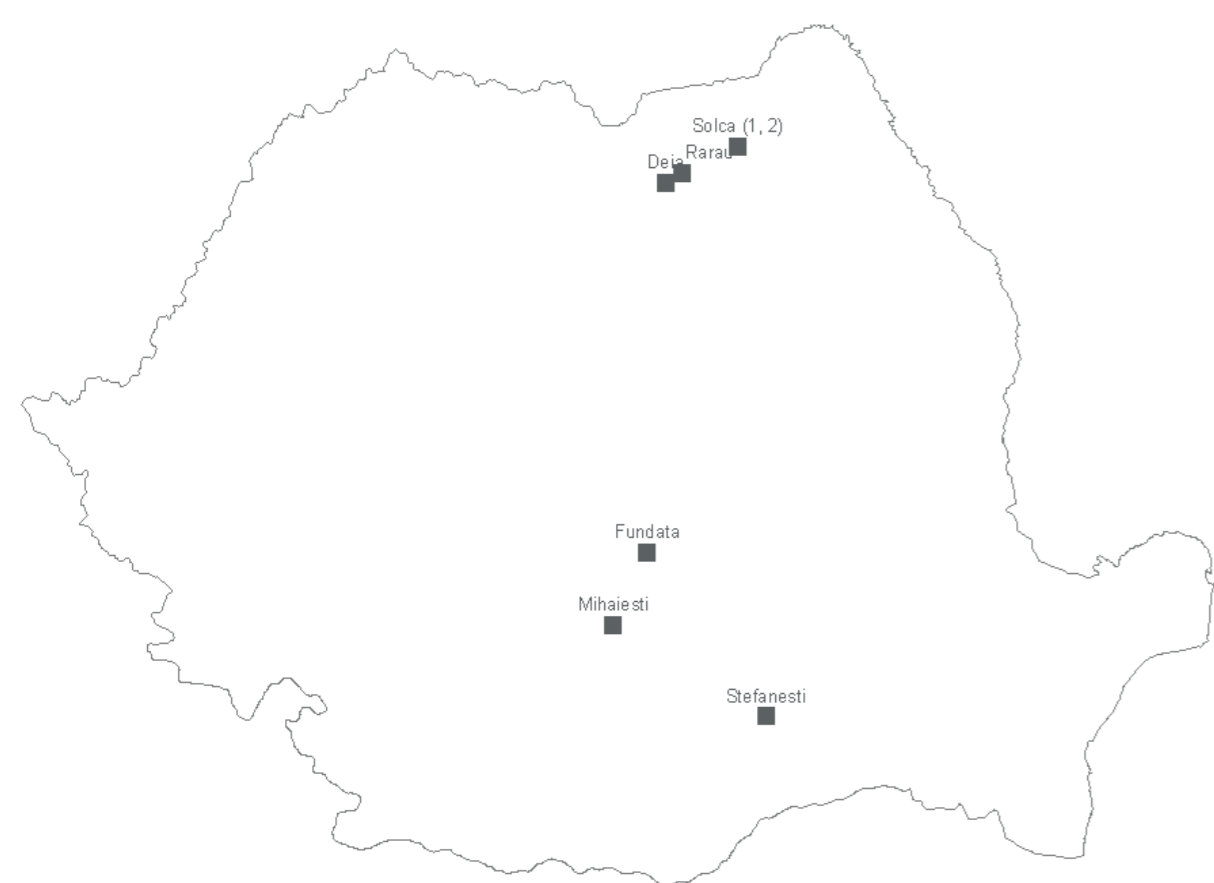 Solca (1, 2)
Rarau
Deia
Fundata
Mihaiesti
Stefanesti